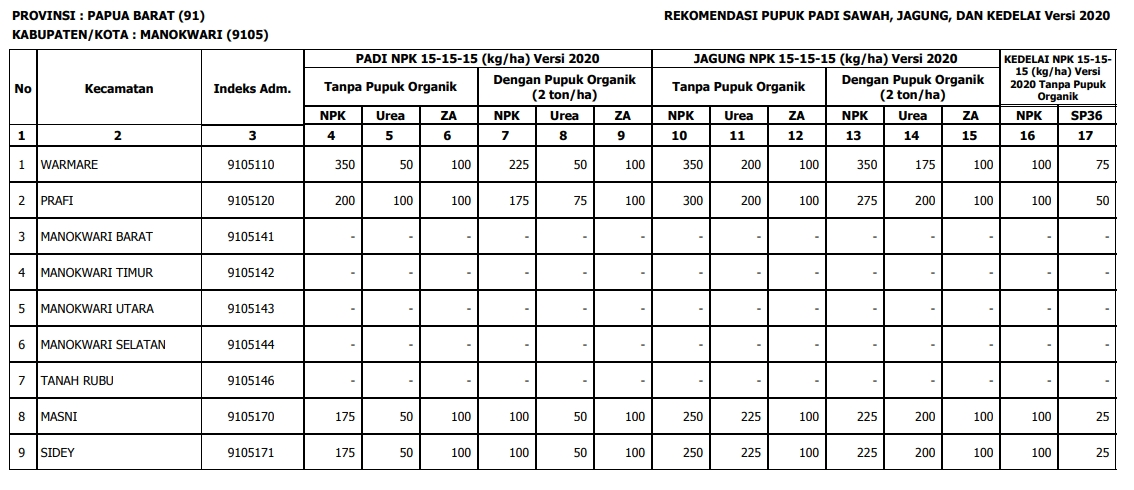 PROVINSI : PAPUA BARAT (91) REKOMENDASI PUPUK PADI SAWAH, JAGUNG, DAN KEDELAI Versi 2020
KABUPATEN/KOTA : MANOKWARI (9105)
No Kecamatan Indeks Adm. PADI NPK 15-15-15 (kg/ha) Versi 2020 JAGUNG NPK 15-15-15 (kg/ha) Versi 2020 KEDELAI NPK 15-15-
15 (kg/ha) Versi
2020 Tanpa Pupuk
Organik
Tanpa Pupuk Organik Dengan Pupuk Organik
(2 ton/ha) Tanpa Pupuk Organik Dengan Pupuk Organik
(2 ton/ha)
NPK Urea ZA NPK Urea ZA NPK Urea ZA NPK Urea ZA NPK SP36
1 2 3 4 5 6 7 8 9 10 11 12 13 14 15 16 17
1 WARMARE 9105110 350 50 100 225 50 100 350 200 100 350 175 100 100 75
2 PRAFI 9105120 200 100 100 175 75 100 300 200 100 275 200 100 100 50
3 MANOKWARI BARAT 9105141 - - - - - - - - - - - - - -
4 MANOKWARI TIMUR 9105142 - - - - - - - - - - - - - -
5 MANOKWARI UTARA 9105143 - - - - - - - - - - - - - -
6 MANOKWARI SELATAN 9105144 - - - - - - - - - - - - - -
7 TANAH RUBU 9105146 - - - - - - - - - - - - - -
8 MASNI 9105170 175 50 100 100 50 100 250 225 100 225 200 100 100 25
9 SIDEY 9105171 175 50 100 100 50 100 250 225 100 225 200 100 100 25